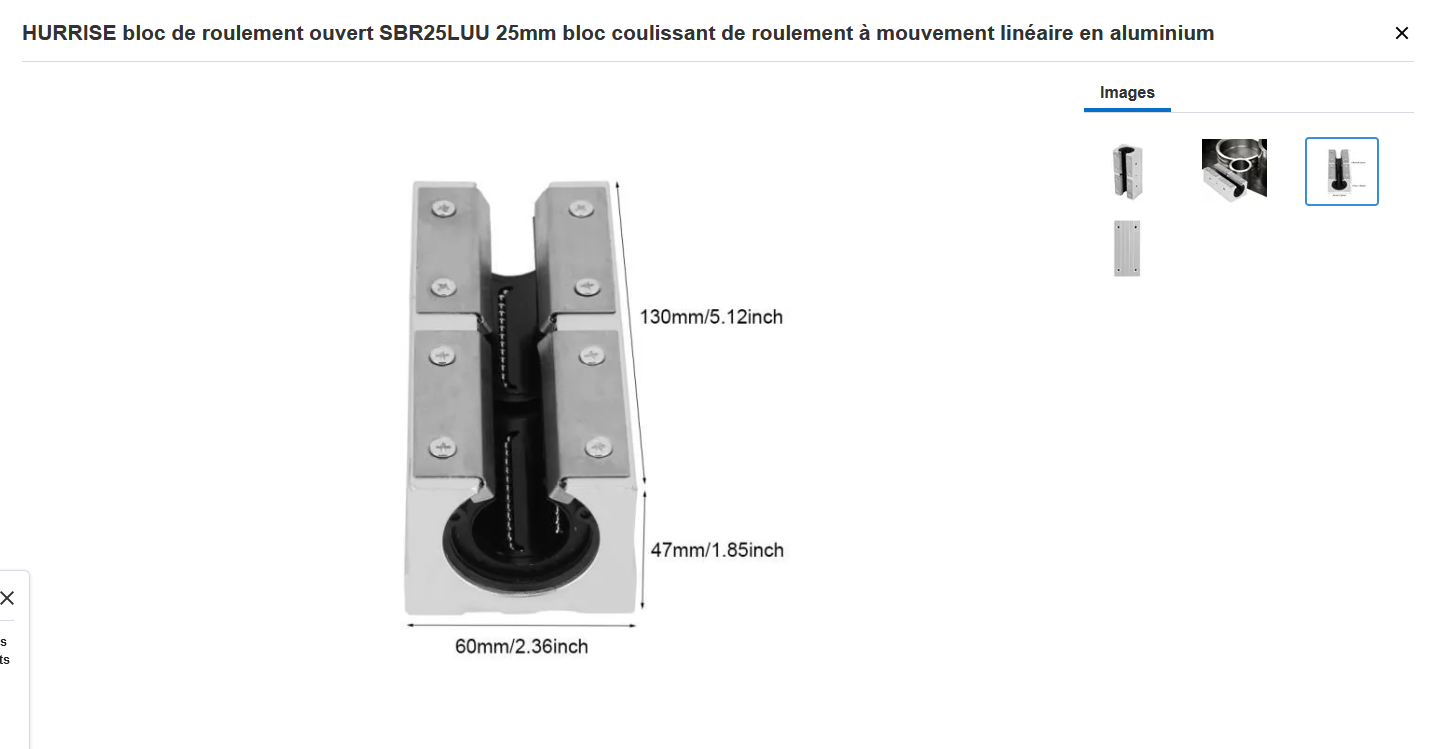 HURRISE bloc de roulement ouvert SBR25LUU 25mm bloc coulissant de roulement à mouvement linéaire en aluminium
Images
130mm/5.12inch
47mm/1.85inch
60mm/2.36inch
s
ts